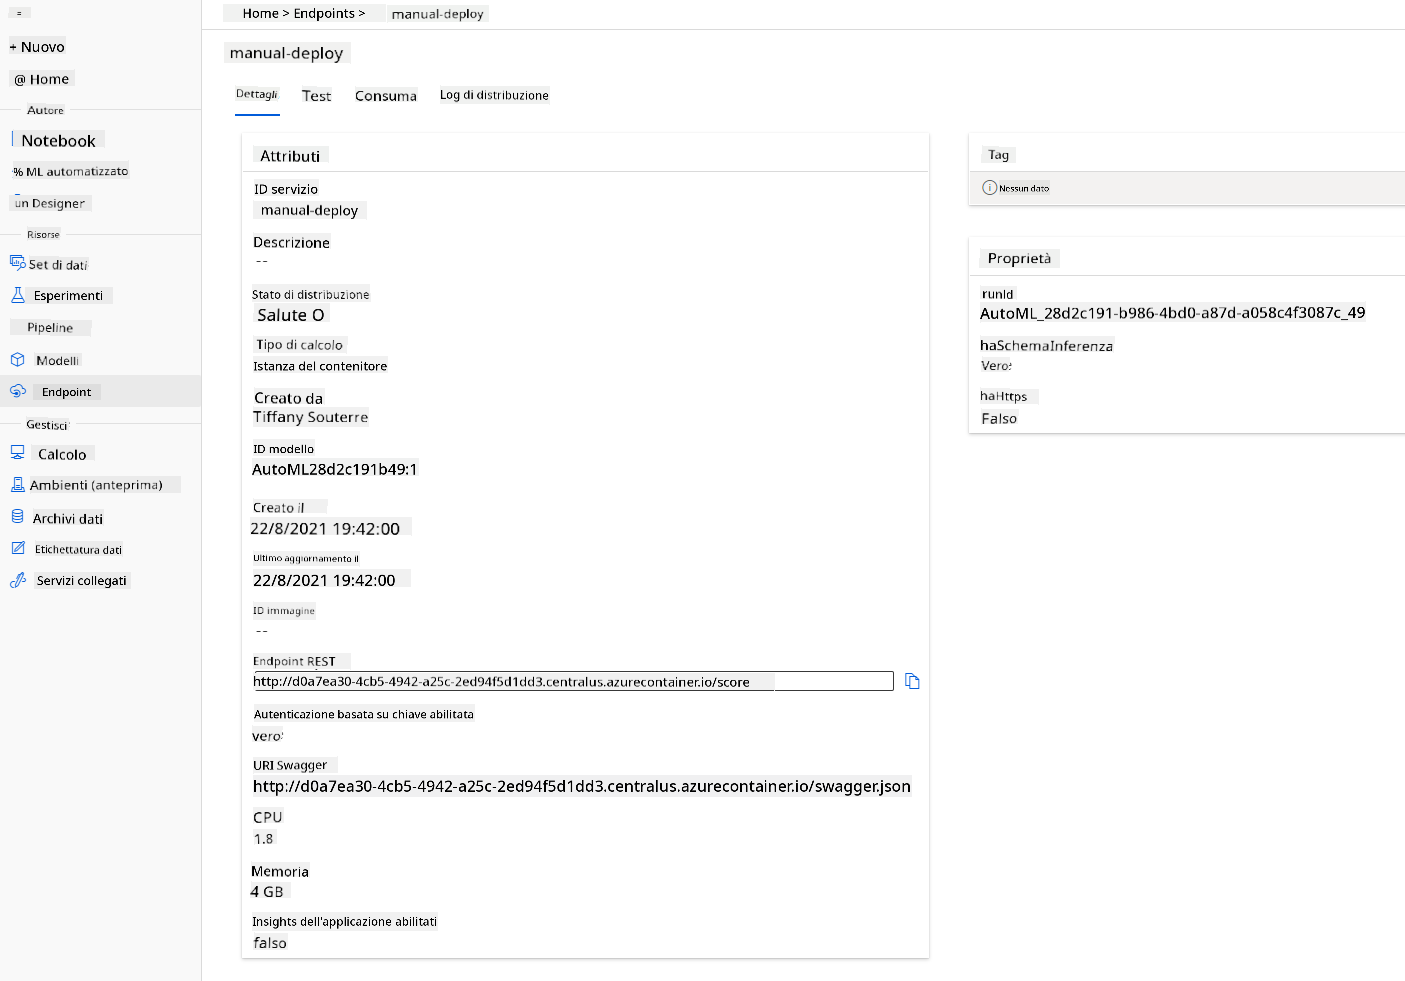 + Nuovo
@ Home
Autore
Notebook
% ML automatizzato
un Designer
Risorse
Set di dati
Esperimenti
Pipeline
Modelli
Endpoint
Gestisci
Calcolo
Ambienti (anteprima)
Archivi dati
Etichettatura dati
Servizi collegati
Home > Endpoints > manual-deploy
manual-deploy
Dettagli Test Consuma Log di distribuzione
Attributi
ID servizio
manual-deploy
Descrizione
--
Stato di distribuzione
Salute O
Tipo di calcolo
Istanza del contenitore
Creato da
Tiffany Souterre
ID modello
AutoML28d2c191b49:1
Creato il
22/8/2021 19:42:00
Ultimo aggiornamento il
22/8/2021 19:42:00
ID immagine
--
Endpoint REST
http://d0a7ea30-4cb5-4942-a25c-2ed94f5d1dd3.centralus.azurecontainer.io/score
Autenticazione basata su chiave abilitata
vero
URI Swagger
http://d0a7ea30-4cb5-4942-a25c-2ed94f5d1dd3.centralus.azurecontainer.io/swagger.json
CPU
1.8
Memoria
4 GB
Insights dell'applicazione abilitati
falso
Tag
Nessun dato
Proprietà
runId
AutoML_28d2c191-b986-4bd0-a87d-a058c4f3087c_49
haSchemaInferenza
Vero
haHttps
Falso